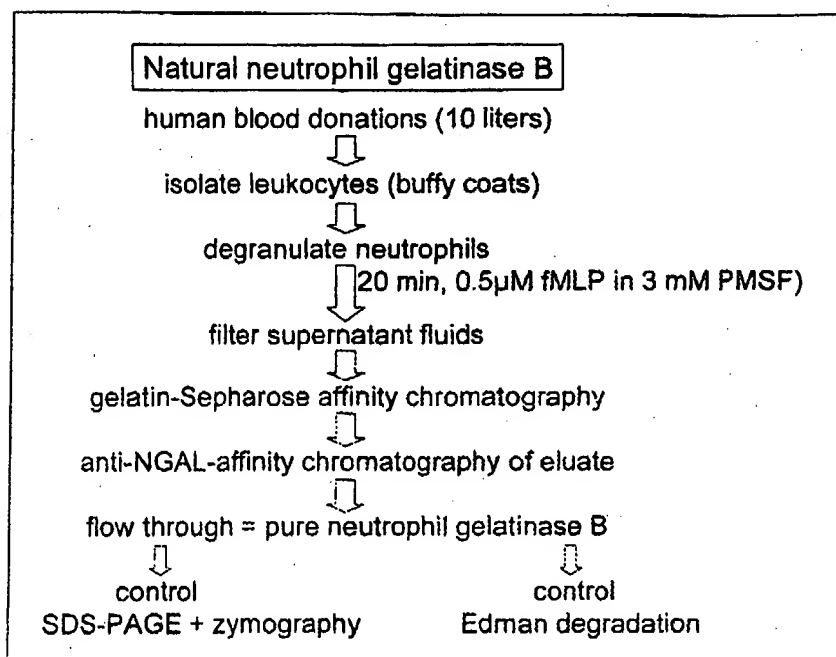 Natural neutrophil gelatinase B
human blood donations (10 liters)
isolate leukocytes (buffy coats)
degranulate neutrophils
20 min, 0.5µM fMLP in 3 mM PMSF)
filter supernatant fluids
gelatin-Sepharose affinity chromatography
anti-NGAL-affinity chromatography of eluate
flow through = pure neutrophil gelatinase B
control control
SDS-PAGE + zymography Edman degradation